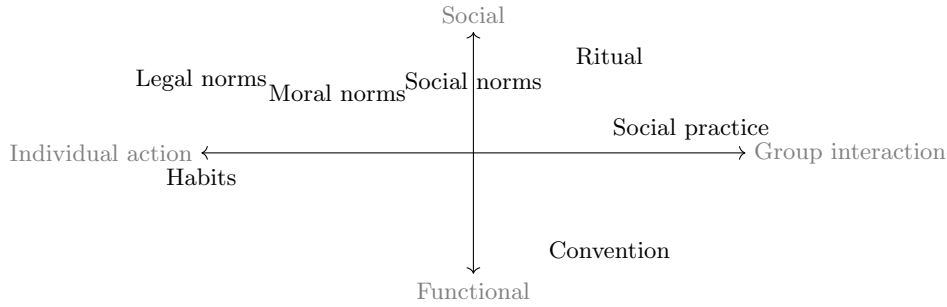 Social
Ritual
Legal norms
Moral norms
Social norms
Social practice
Individual action
Group interaction
Habits
Convention
Functional